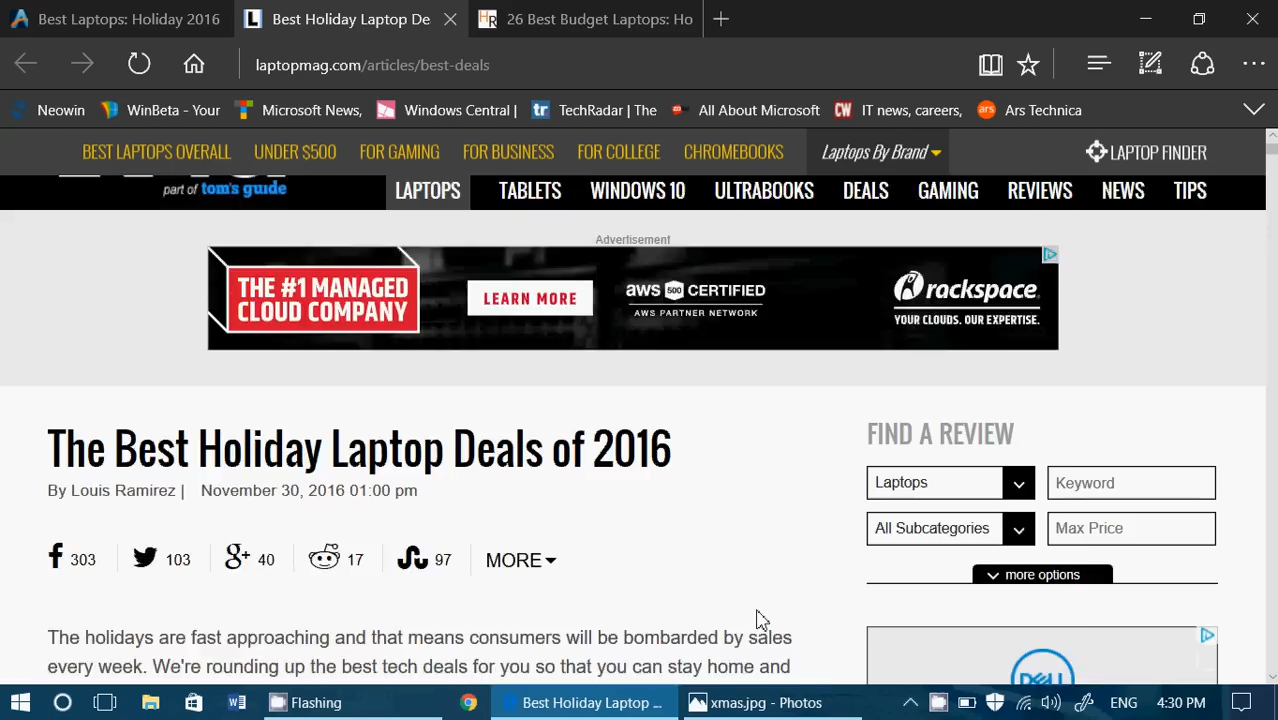 Best Laptops: Holiday 2016
Best Holiday Laptop De
26 Best Budget Laptops: Ho
laptopmag.com/articles/best-deals
Neowin
WinBeta - Your
Microsoft News,
Windows Central |
TechRadar | The
All About Microsoft
CW
IT news, careers,
ars
Ars Technica
BEST LAPTOPS OVERALL
UNDER $500
FOR GAMING
FOR BUSINESS
FOR COLLEGE
CHROMEBOOKS
Laptops By Brand
LAPTOP FINDER
part of tom's guide
LAPTOPS
TABLETS
WINDOWS 10
ULTRABOOKS
DEALS
GAMING
REVIEWS
NEWS
TIPS
Advertisement
THE #1 MANAGED
CLOUD COMPANY
LEARN MORE
aws 500 CERTIFIED
AWS PARTNER NETWORK
rackspace
YOUR CLOUDS. OUR EXPERTISE.
The Best Holiday Laptop Deals of 2016
By Louis Ramirez | November 30, 2016 01:00 pm
303
103
40
17
97
MORE
The holidays are fast approaching and that means consumers will be bombarded by sales
every week. We're rounding up the best tech deals for you so that you can stay home and
FIND A REVIEW
Laptops
Keyword
All Subcategories
Max Price
more options
DELL
Flashing
Best Holiday Laptop ...
xmas.jpg - Photos
ENG
4:30 PM